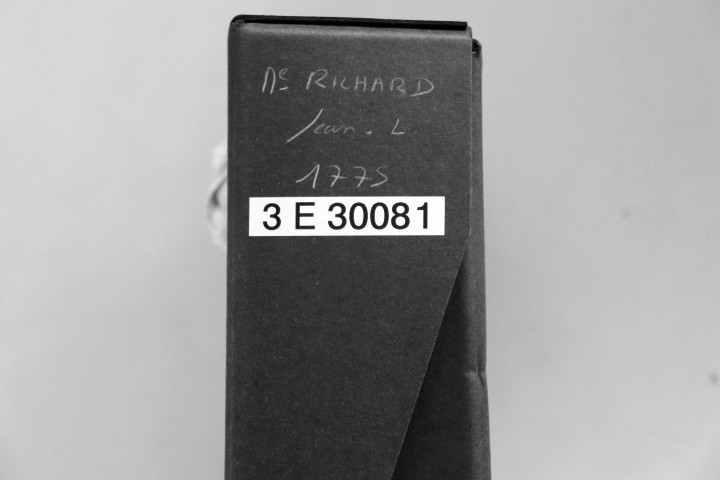 Me RICHARD
Jean. L
1775
3 E 30081